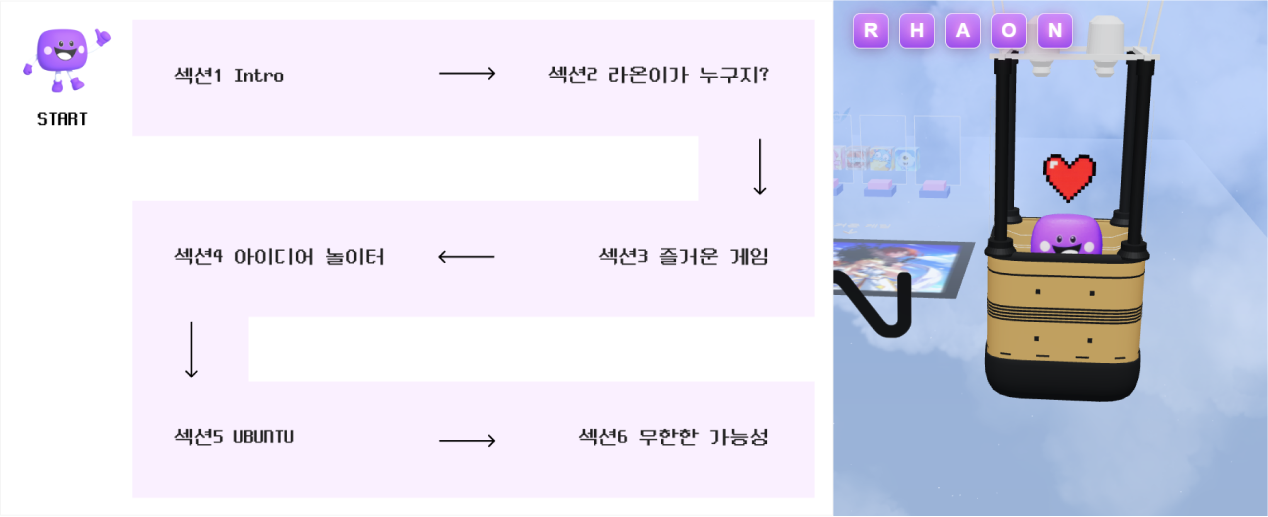 START
섹션1 Intro
섹션2 라온이가 누구지?
섹션3 즐거운 게임
섹션4 아이디어 놀이터
섹션5 UBUNTU
섹션6 무한한 가능성
RHAON